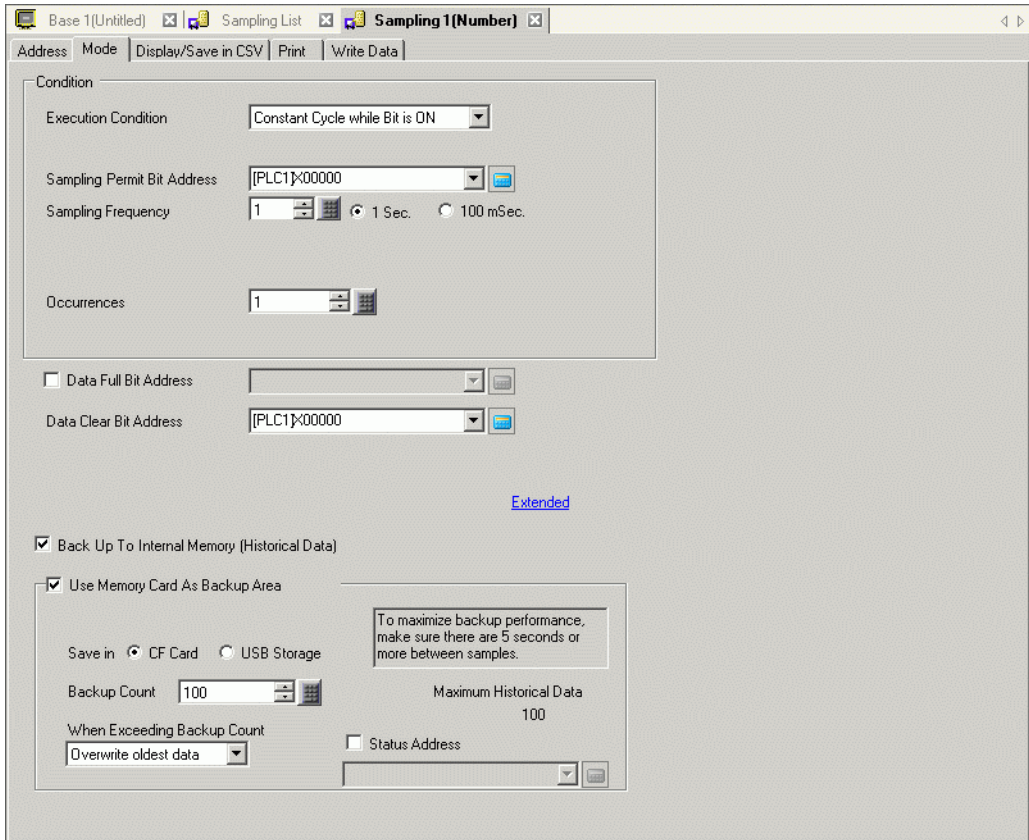 Base 1(Untitled) Sampling List Sampling 1(Number)
Address Mode Display/Save in CSV Print Write Data
Condition
Execution Condition Constant Cycle while Bit is ON
Sampling Permit Bit Address [PLC1]X00000
Sampling Frequency 1 1 Sec. 100 mSec.
Occurrences 1
Data Full Bit Address
Data Clear Bit Address [PLC1]X00000
Extended
Back Up To Internal Memory (Historical Data)
Use Memory Card As Backup Area
To maximize backup performance,
make sure there are 5 seconds or
more between samples.
Save in CF Card USB Storage
Backup Count 100 Maximum Historical Data
100
When Exceeding Backup Count
Overwrite oldest data
Status Address